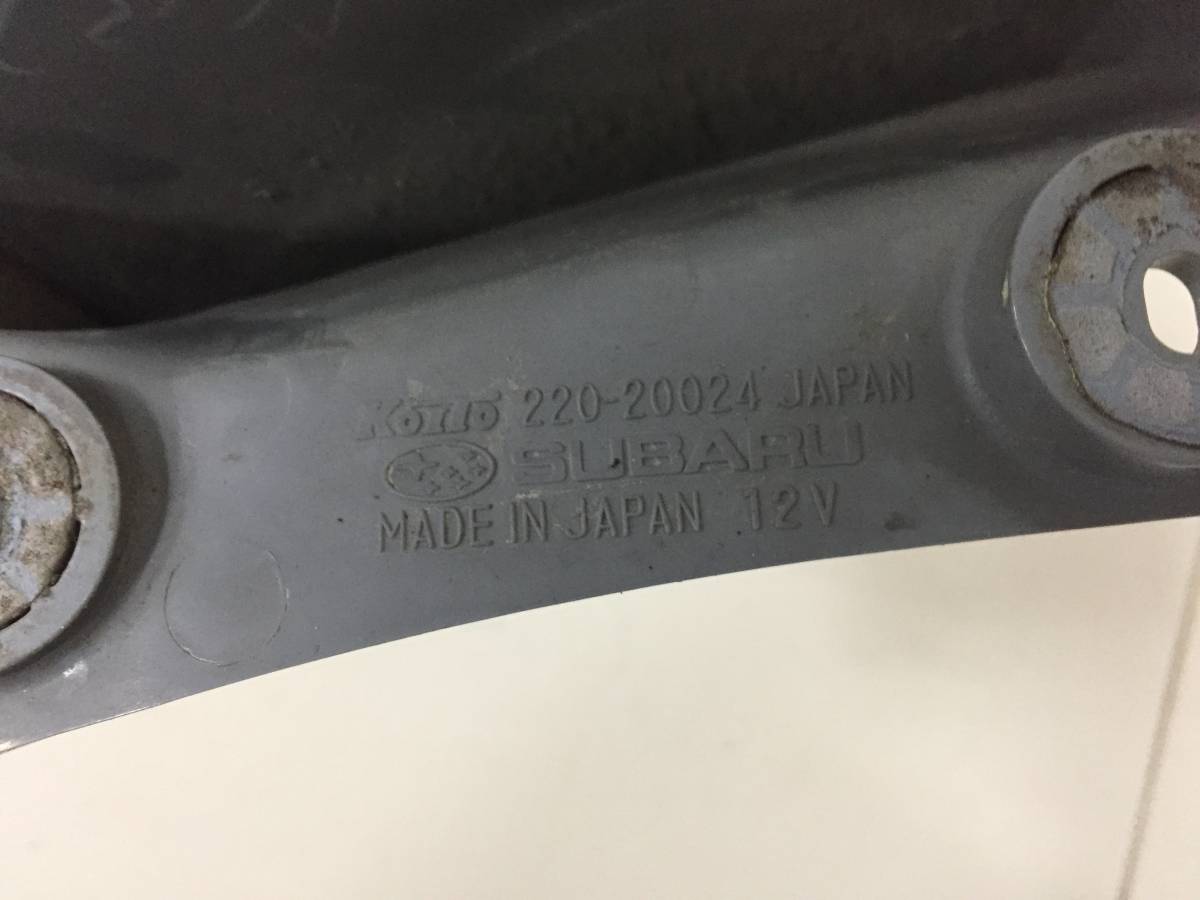 Koito 220-20024 JAPAN
SUBARU
MADE IN JAPAN 12V